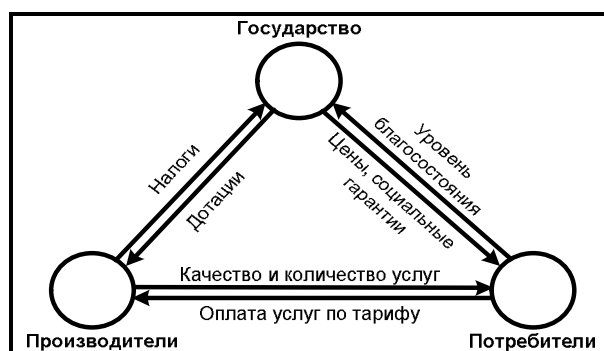 Государство
Налоги
Дотации
Уровень
благосостояния
Цены, социальные
гарантии
Качество и количество услуг
Оплата услуг по тарифу
Производители
Потребители